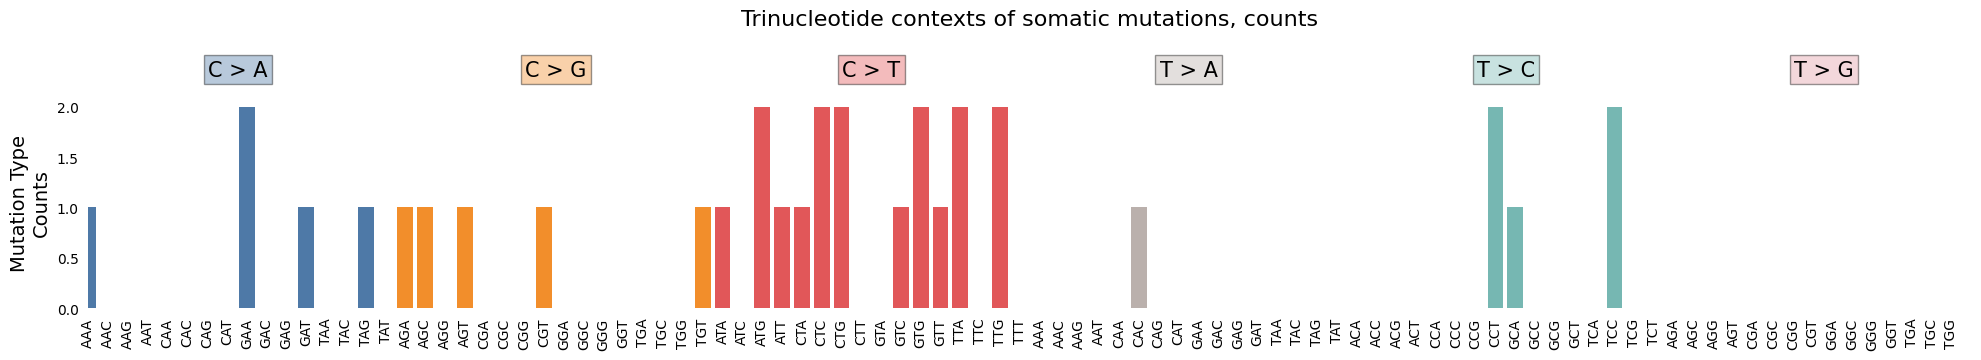 Trinucleotide contexts of somatic mutations, counts
C > A C > G C > T T > A T > C T > G
Mutation Type
Counts
2.0
1.5
1.0
0.5
0.0
AAA AAC AAG AAT CAA CAC CAG CAT GAA GAC GAG GAT TAA TAC TAG TAT AGA AGC AGG AGT CGA CGC CGG CGT GGA GGC GGG GGT TGA TGC TGG TGT ATA ATC ATG ATT CTA CTC CTG CTT GTA GTC GTG GTT TTA TTC TTG TTT AAA AAC AAG AAT CAA CAC CAG CAT GAA GAC GAG GAT TAA TAC TAG TAT ACA ACC ACG ACT CCA CCC CCG CCT GCA GCC GCG GCT TCA TCC TCG TCT AGA AGC AGG AGT CGA CGC CGG CGT GGA GGC GGG GGT TGA TGC TGG